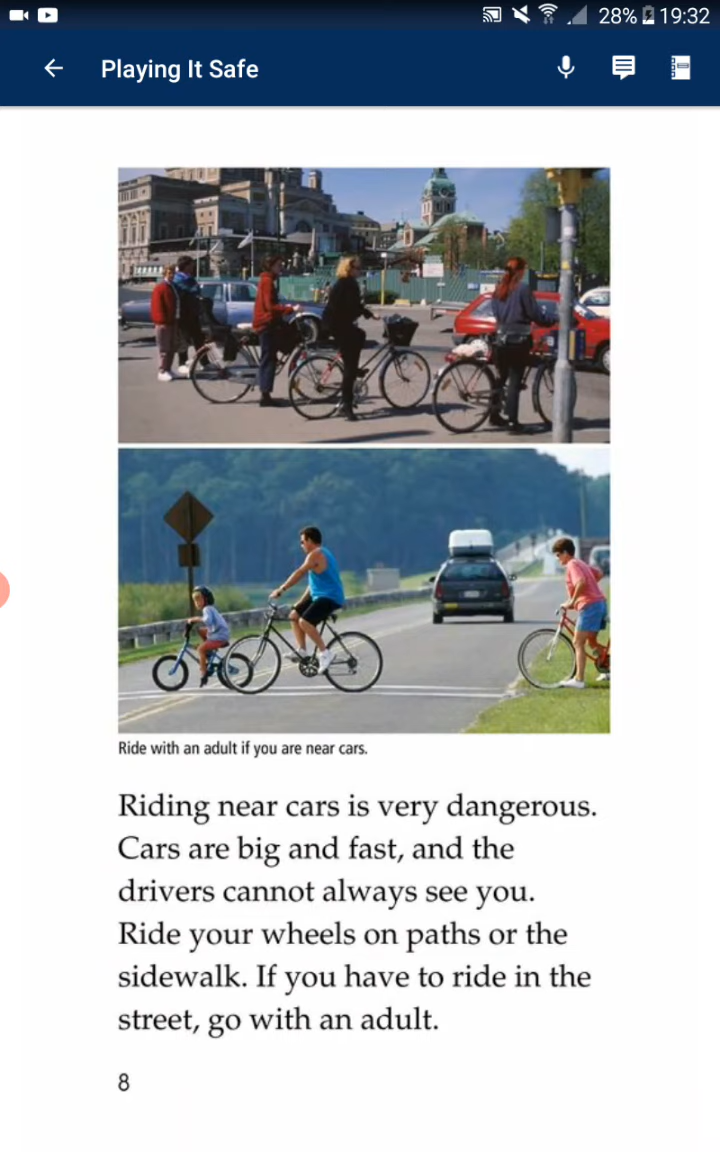 28% 19:32
Playing It Safe
Ride with an adult if you are near cars.
Riding near cars is very dangerous.
Cars are big and fast, and the
drivers cannot always see you.
Ride your wheels on paths or the
sidewalk. If you have to ride in the
street, go with an adult.
8